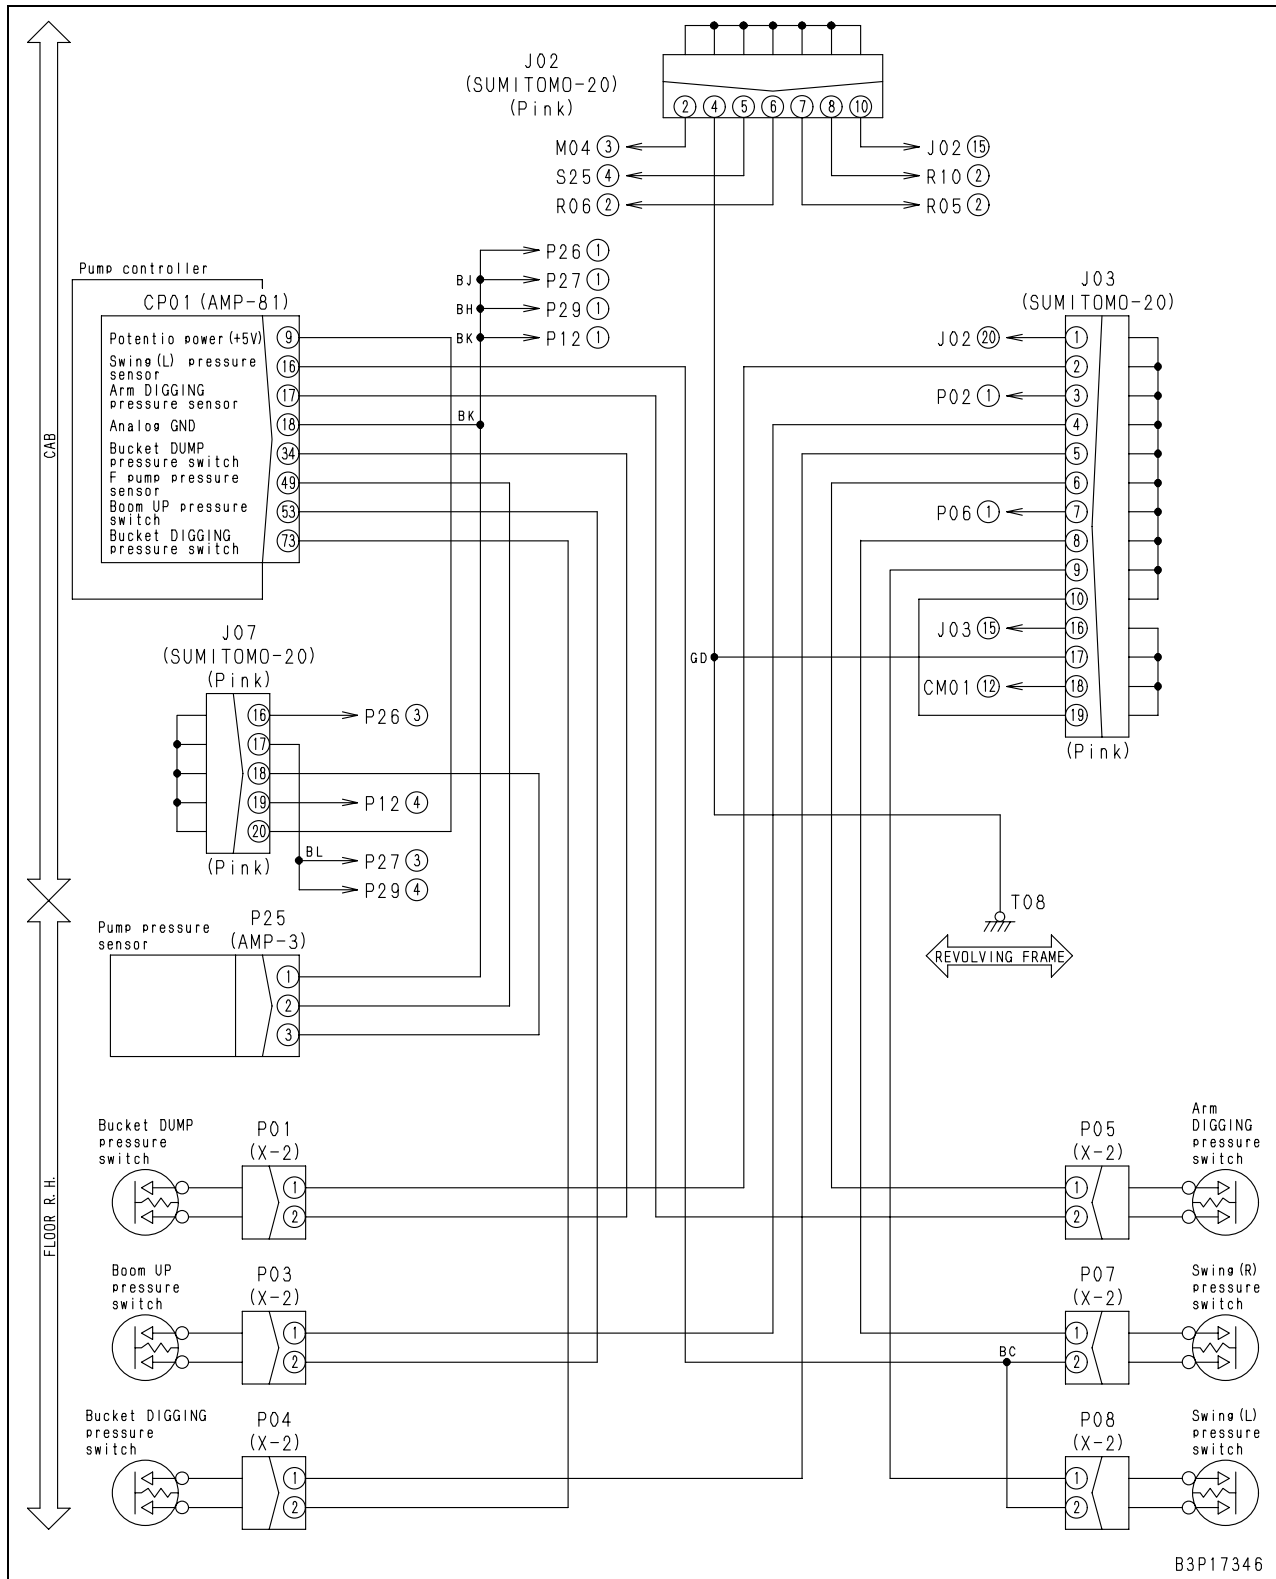 J02
(SUMITOMO-20)
(Pink)
2 4 5 6 7 8 10
M04 3
J02 15
S25 4
R10 2
R06 2
R05 2
P26 1
BJ P27 1
BH P29 1
BK P12 1
Pump controller
CP01 (AMP-81)
Potentio power (+5V) 9
Swing (L) pressure
sensor 16
Arm DIGGING
pressure sensor 17
Analog GND 18
BK
Bucket DUMP
pressure switch 34
F pump pressure
sensor 49
Boom UP pressure
switch 53
Bucket DIGGING
pressure switch 73
CAB
J03
(SUMITOMO-20)
J02 20 1
2
P02 1 3
4
5
6
P06 1 7
8
9
10
J03 15 16
GD 17
CM01 12 18
19
(Pink)
J07
(SUMITOMO-20)
(Pink)
16 P26 3
17
18
19 P12 4
20
(Pink)
BL P27 3
P29 4
T08
REVOLVING FRAME
Pump pressure
sensor
P25
(AMP-3)
1
2
3
FLOOR R.H.
Bucket DUMP
pressure
switch
P01
(X-2)
1
2
Arm
DIGGING
pressure
switch
P05
(X-2)
1
2
Boom UP
pressure
switch
P03
(X-2)
1
2
Swing (R)
pressure
switch
P07
(X-2)
1
2
BC
Bucket DIGGING
pressure
switch
P04
(X-2)
1
2
Swing (L)
pressure
switch
P08
(X-2)
1
2
B3P17346